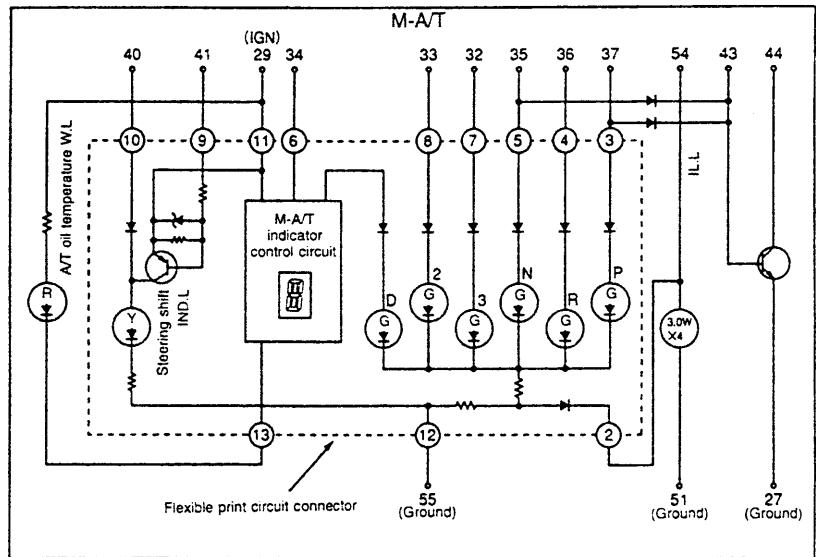 M-A/T
40 41 (IGN) 29 34 33 32 35 36 37 54 43 44
10 9 11 6 8 7 5 4 3
A/T oil temperature W.L
IL.L
M-A/T
indicator
control circuit
8
Steering shift
IND.L
D 2 3 N R P
R Y G G G G G G
3.0W
X4
13 12 2
Flexible print circuit connector
55
(Ground)
51
(Ground)
27
(Ground)